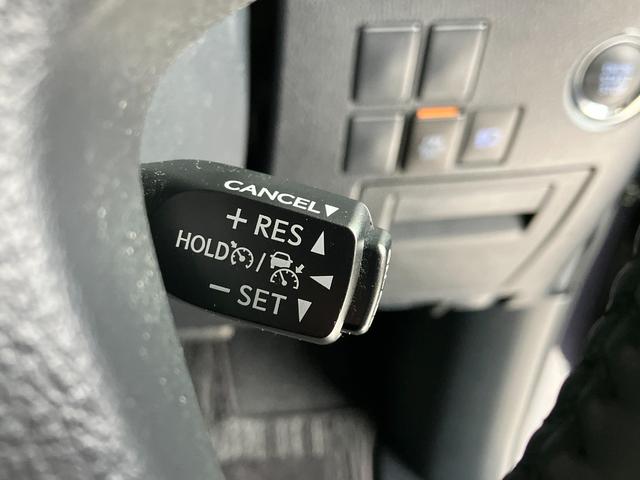 CANCEL▼
+ RES ▲
HOLD / ◀
− SET ▼